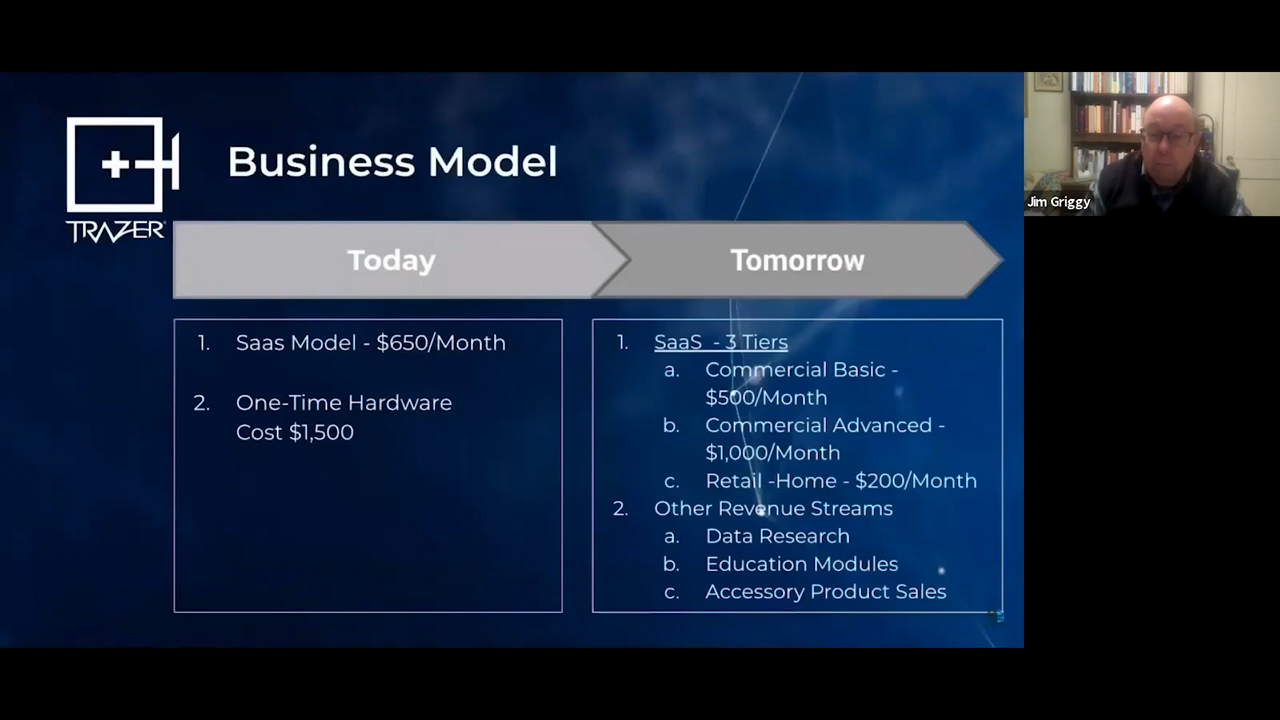 Business Model
TRAZER
Today
Tomorrow
1. Saas Model - $650/Month
2. One-Time Hardware
Cost $1,500
1. SaaS - 3 Tiers
a. Commercial Basic -
$500/Month
b. Commercial Advanced -
$1,000/Month
c. Retail -Home - $200/Month
2. Other Revenue Streams
a. Data Research
b. Education Modules
c. Accessory Product Sales
Jim Griggy